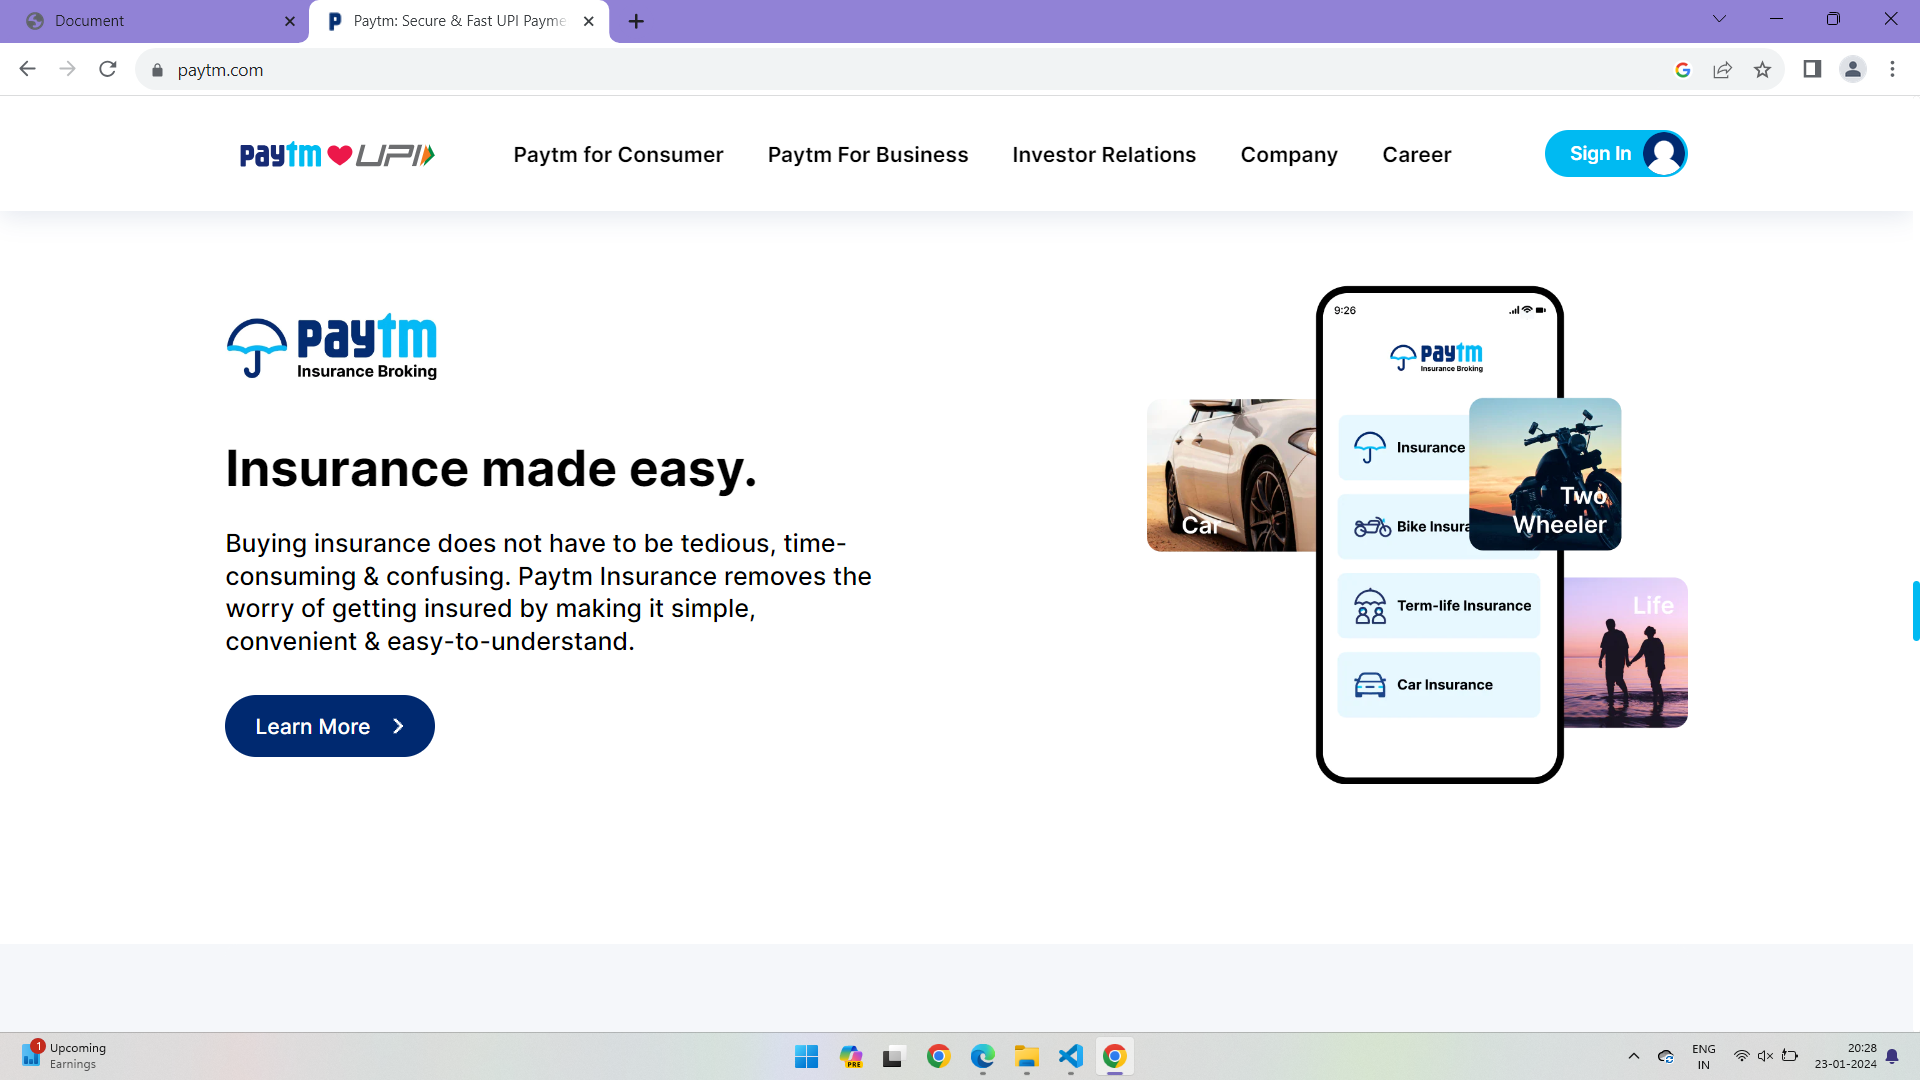 Document
Paytm: Secure & Fast UPI Payme
paytm.com
paytm UPI
Paytm for Consumer
Paytm For Business
Investor Relations
Company
Career
Sign In
paytm
Insurance Broking
Insurance made easy.
Buying insurance does not have to be tedious, time-
consuming & confusing. Paytm Insurance removes the
worry of getting insured by making it simple,
convenient & easy-to-understand.
Learn More
9:26
paytm
Insurance Broking
Insurance
Bike Insura
Term-life Insurance
Car Insurance
Car
Two
Wheeler
Life
1
Upcoming
Earnings
PRE
ENG
IN
20:28
23-01-2024